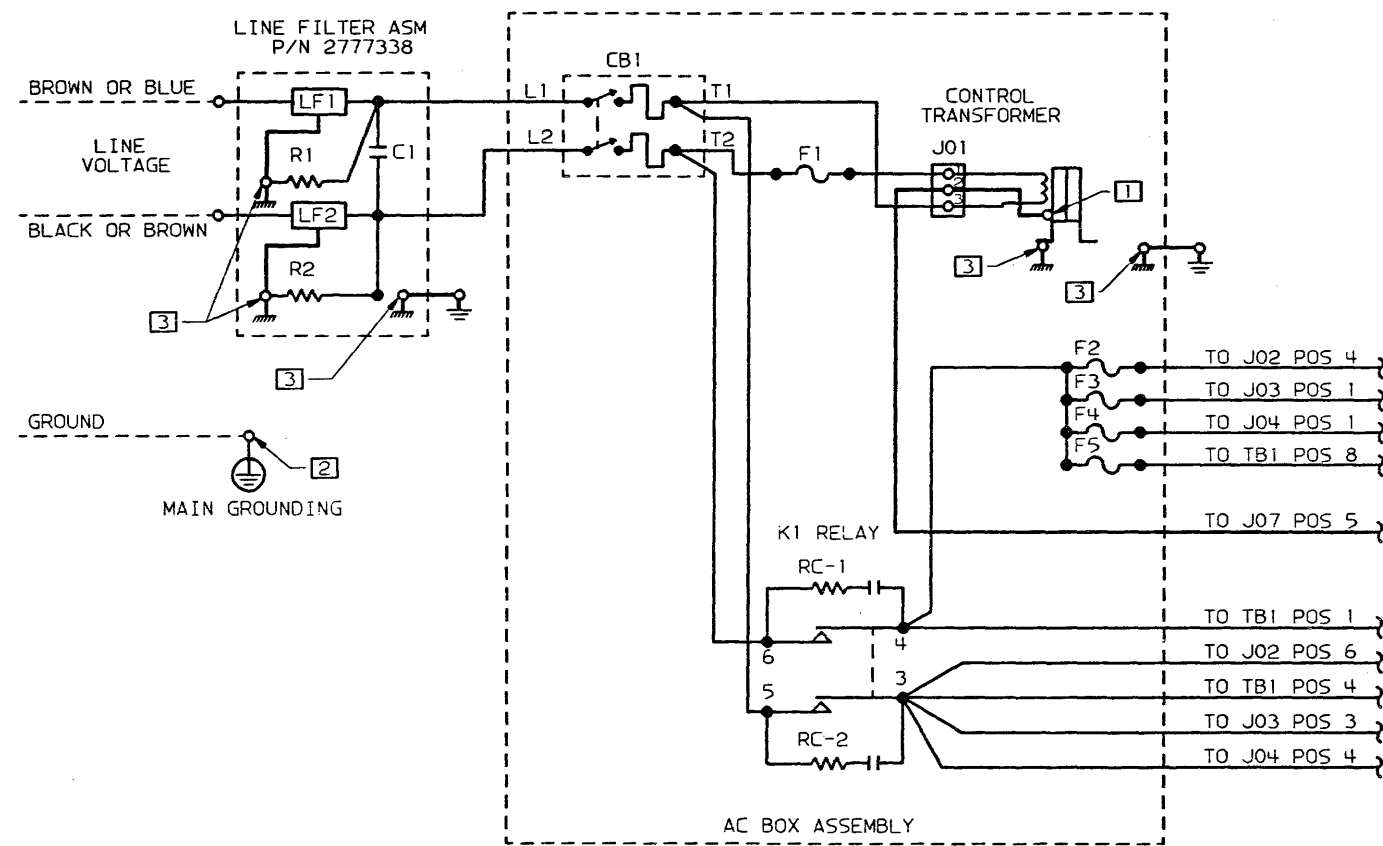 LINE FILTER ASM
P/N 2777338
BROWN OR BLUE
LF1
LINE
VOLTAGE
R1
C1
LF2
BLACK OR BROWN
R2
3
3
GROUND
2
MAIN GROUNDING
CB1
L1
T1
L2
T2
F1
CONTROL
TRANSFORMER
J01
1
2
3
1
3
3
F2
TO J02 POS 4
F3
TO J03 POS 1
F4
TO J04 POS 1
F5
TO TB1 POS 8
TO J07 POS 5
K1 RELAY
RC-1
6
4
TO TB1 POS 1
TO J02 POS 6
5
3
TO TB1 POS 4
TO J03 POS 3
RC-2
TO J04 POS 4
AC BOX ASSEMBLY